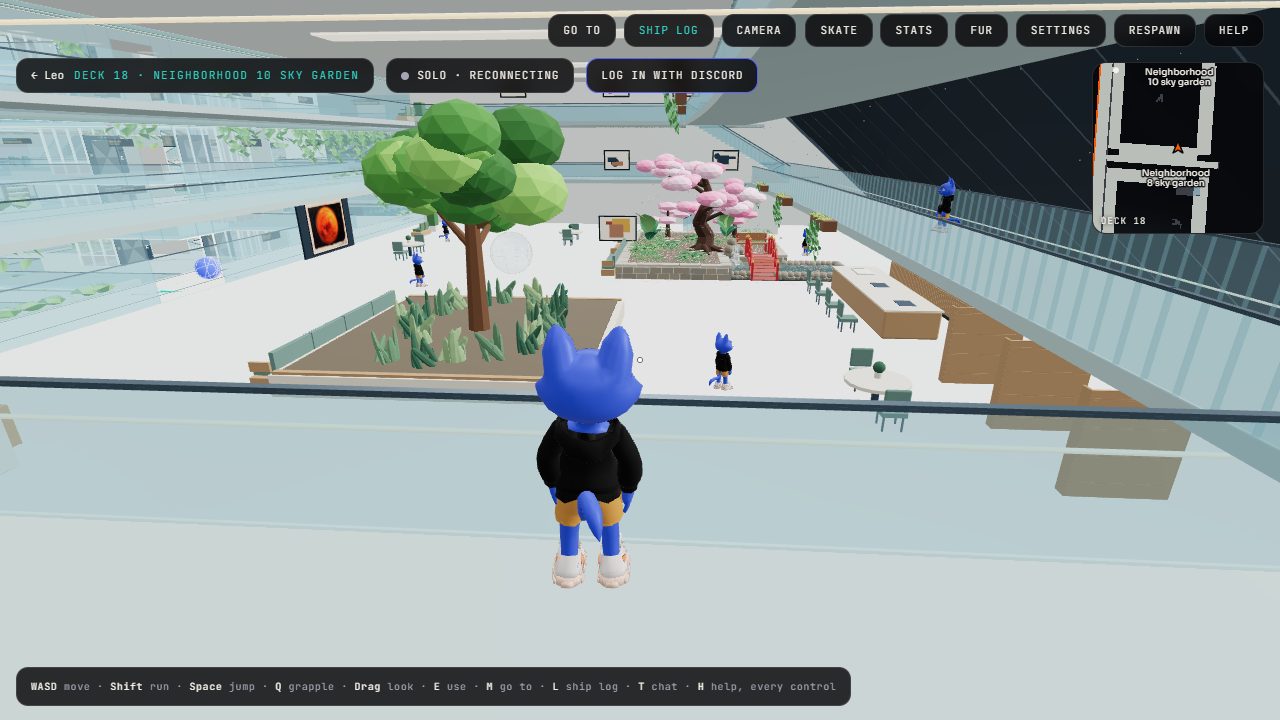 GO TO
SHIP LOG
CAMERA
SKATE
STATS
FUR
SETTINGS
RESPAWN
HELP
← Leo DECK 18 · NEIGHBORHOOD 10 SKY GARDEN
SOLO · RECONNECTING
LOG IN WITH DISCORD
Neighborhood
10 sky garden
Neighborhood
8 sky garden
DECK 18
WASD move · Shift run · Space jump · Q grapple · Drag look · E use · M go to · L ship log · T chat · H help, every control